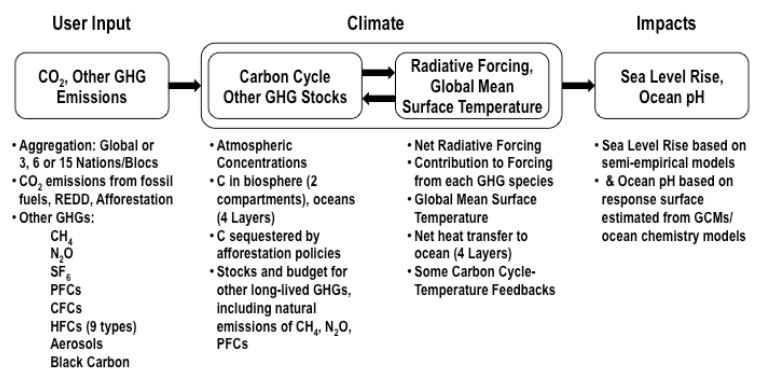 User Input
Climate
Impacts
CO2, Other GHG
Emissions
Carbon Cycle
Other GHG Stocks
Radiative Forcing,
Global Mean
Surface Temperature
Sea Level Rise,
Ocean pH
• Aggregation: Global or
3, 6 or 15 Nations/Blocs
• CO2 emissions from fossil
fuels, REDD, Afforestation
• Other GHGs:
CH4
N2O
SF6
PFCs
CFCs
HFCs (9 types)
Aerosols
Black Carbon
• Atmospheric
Concentrations
• C in biosphere (2
compartments), oceans
(4 Layers)
• C sequestered by
afforestation policies
• Stocks and budget for
other long-lived GHGs,
including natural
emissions of CH4, N2O,
PFCs
• Net Radiative Forcing
• Contribution to Forcing
from each GHG species
• Global Mean Surface
Temperature
• Net heat transfer to
ocean (4 Layers)
• Some Carbon Cycle-
Temperature Feedbacks
• Sea Level Rise based on
semi-empirical models
• & Ocean pH based on
response surface
estimated from GCMs/
ocean chemistry models